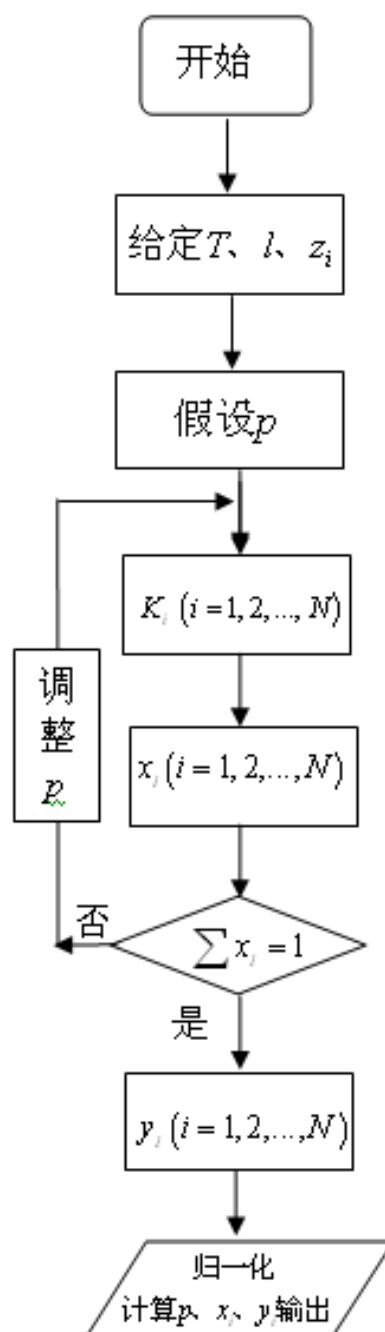 开始
给定T、l、z_i
假设p
K_i (i = 1, 2, ..., N)
调
整
p
x_i (i = 1, 2, ..., N)
否
∑ x_i = 1
是
y_i (i = 1, 2, ..., N)
归一化
计算p、x_i、y_i输出